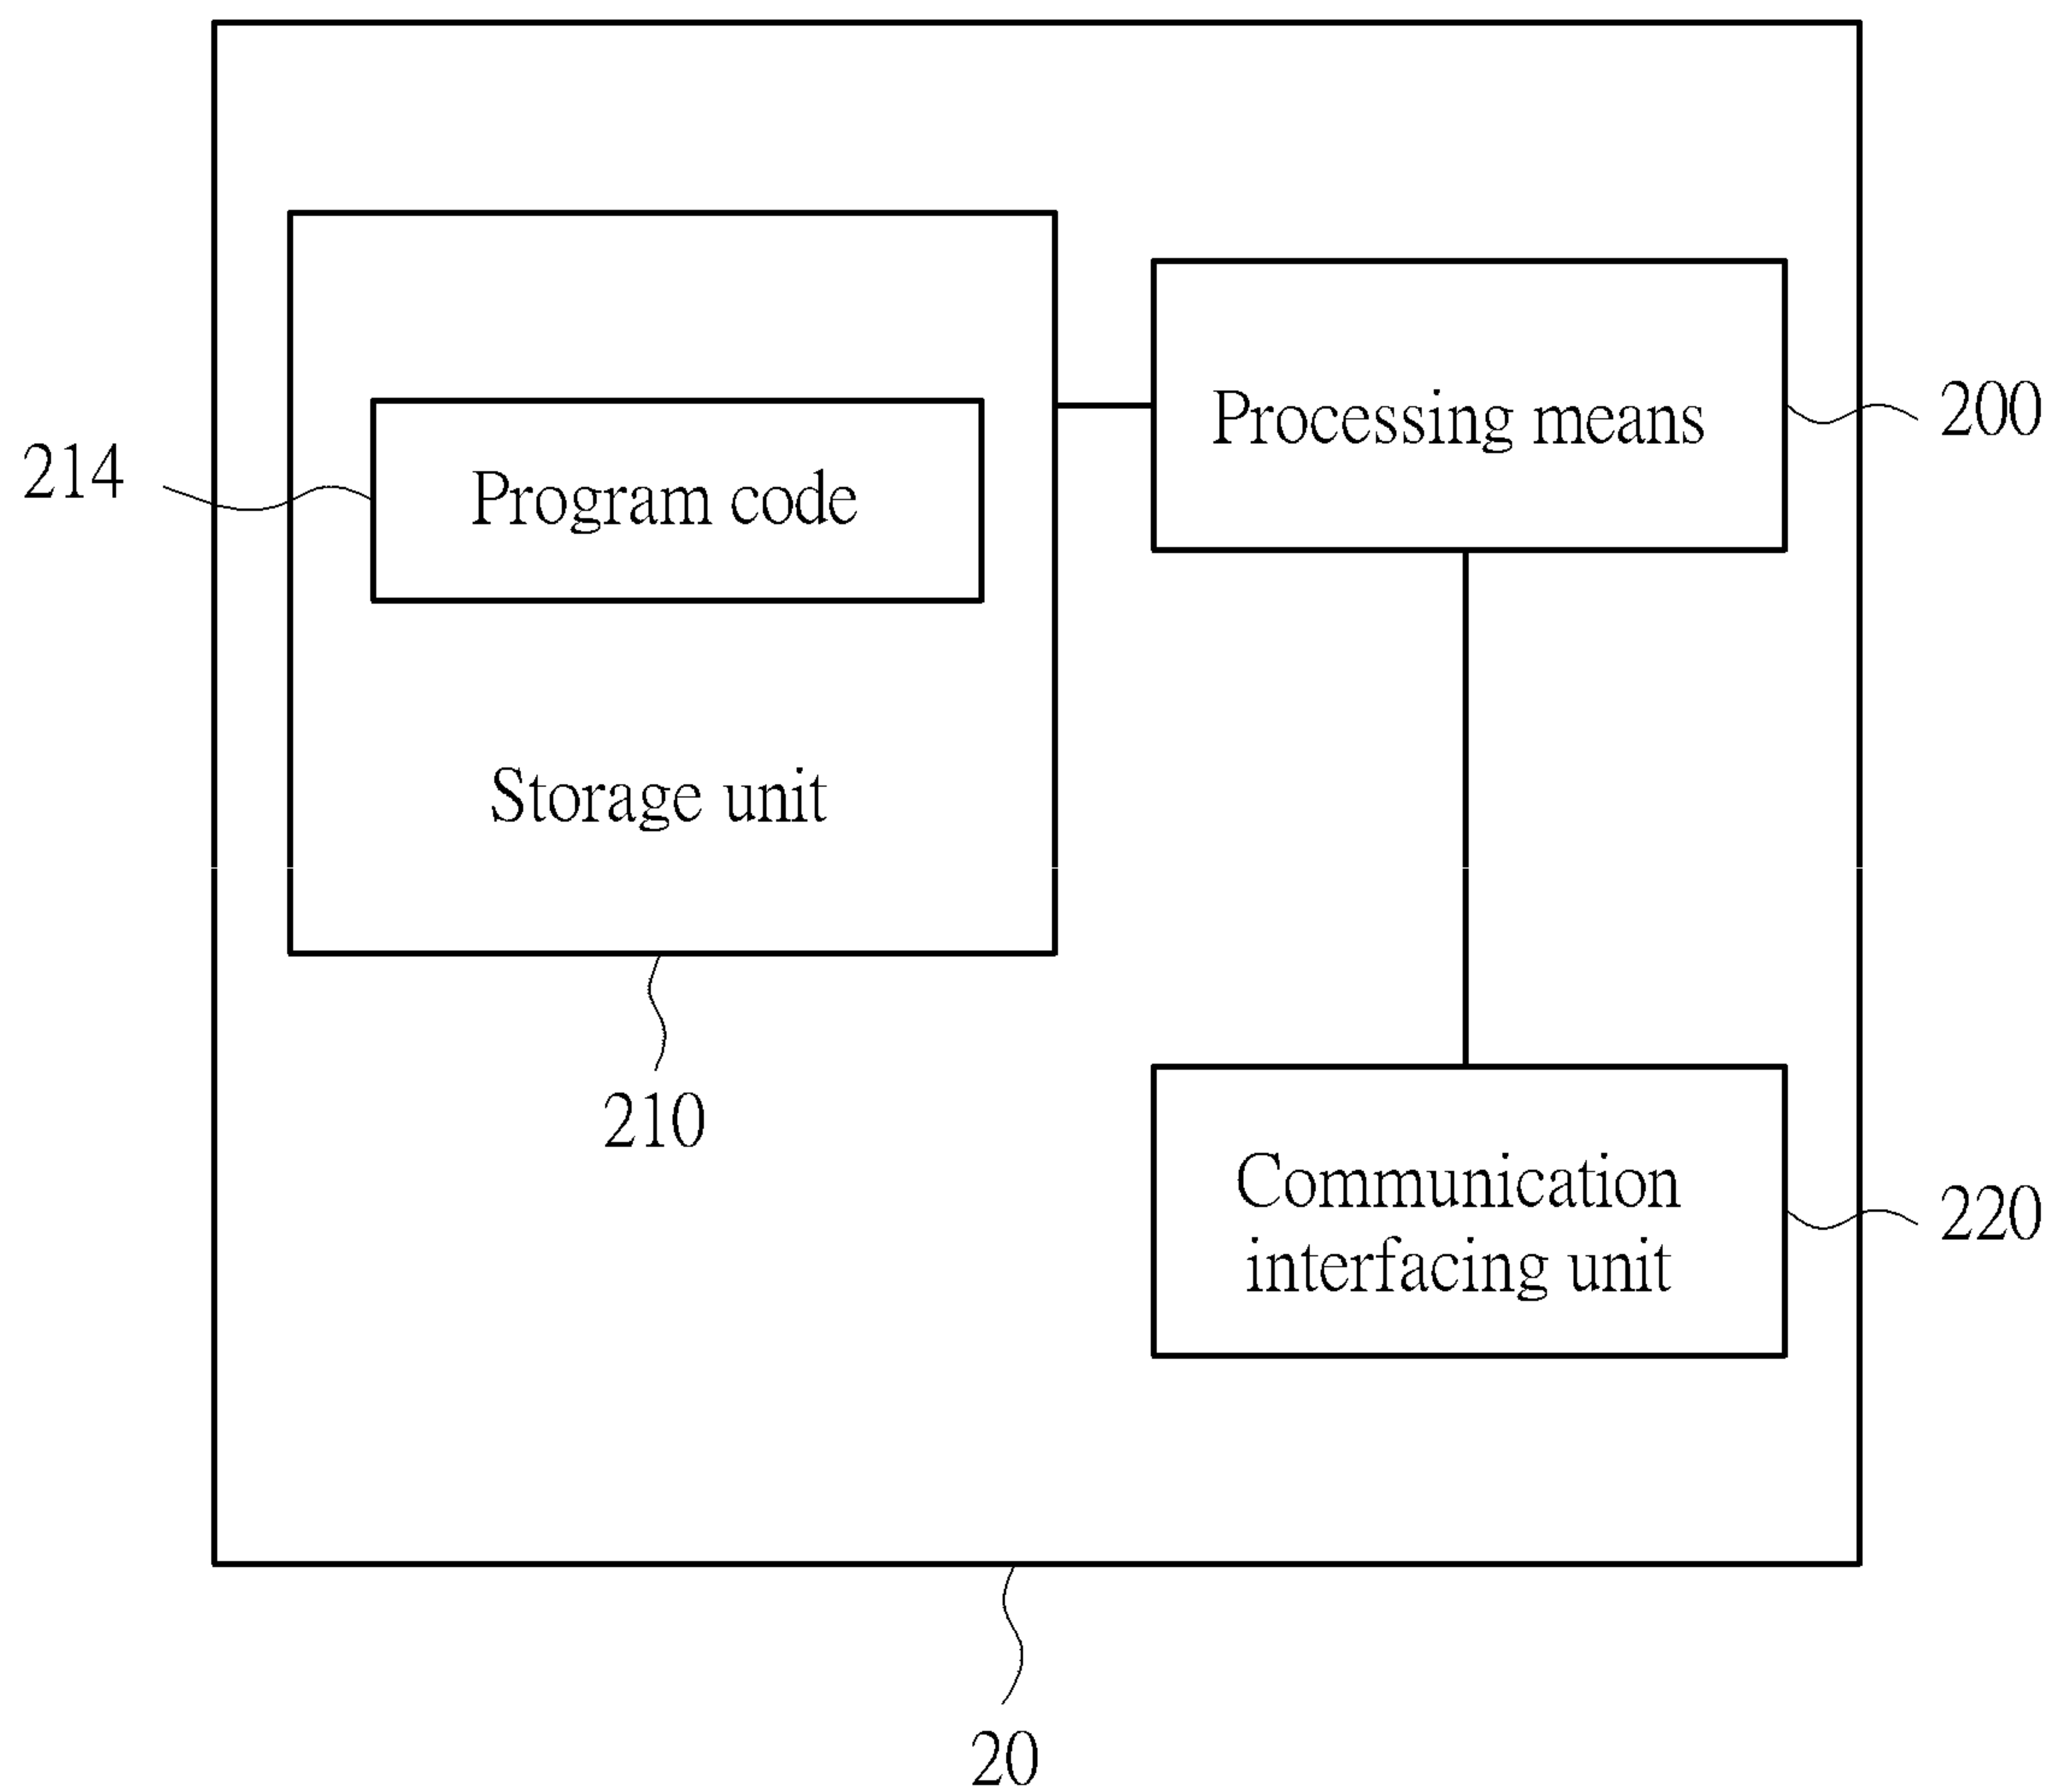 Processing means
200
214
Program code
Storage unit
210
Communication
interfacing unit
220
20